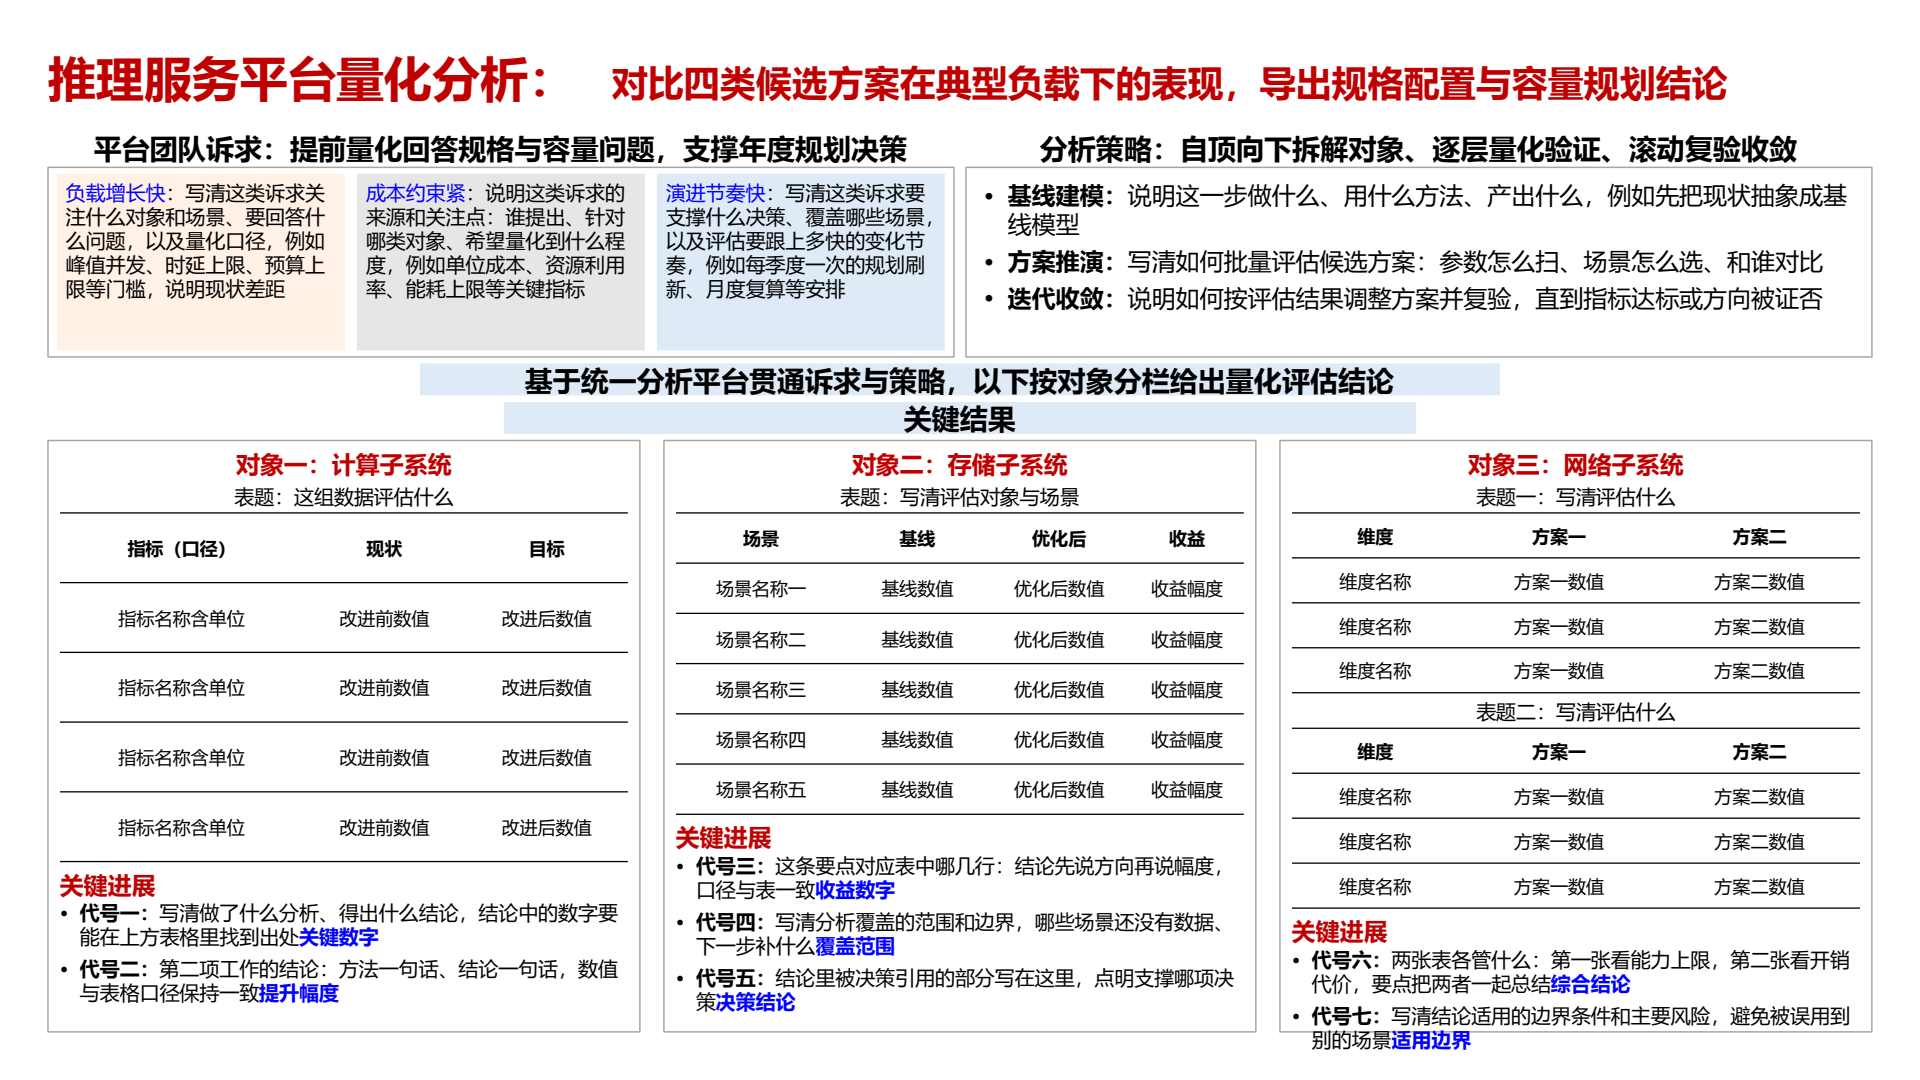 推理服务平台量化分析： 对比四类候选方案在典型负载下的表现，导出规格配置与容量规划结论
平台团队诉求：提前量化回答规格与容量问题，支撑年度规划决策
负载增长快：写清这类诉求关
注什么对象和场景、要回答什
么问题，以及量化口径，例如
峰值并发、时延上限、预算上
限等门槛，说明现状差距
成本约束紧：说明这类诉求的
来源和关注点：谁提出、针对
哪类对象、希望量化到什么程
度，例如单位成本、资源利用
率、能耗上限等关键指标
演进节奏快：写清这类诉求要
支撑什么决策、覆盖哪些场景，
以及评估要跟上多快的变化节
奏，例如每季度一次的规划刷
新、月度复算等安排
分析策略：自顶向下拆解对象、逐层量化验证、滚动复验收敛
• 基线建模：说明这一步做什么、用什么方法、产出什么，例如先把现状抽象成基
线模型
• 方案推演：写清如何批量评估候选方案：参数怎么扫、场景怎么选、和谁对比
• 迭代收敛：说明如何按评估结果调整方案并复验，直到指标达标或方向被证否
基于统一分析平台贯通诉求与策略，以下按对象分栏给出量化评估结论
关键结果
对象一：计算子系统
表题：这组数据评估什么
指标（口径） 现状 目标
指标名称含单位 改进前数值 改进后数值
指标名称含单位 改进前数值 改进后数值
指标名称含单位 改进前数值 改进后数值
指标名称含单位 改进前数值 改进后数值
关键进展
• 代号一：写清做了什么分析、得出什么结论，结论中的数字要
能在上方表格里找到出处关键数字
• 代号二：第二项工作的结论：方法一句话、结论一句话，数值
与表格口径保持一致提升幅度
对象二：存储子系统
表题：写清评估对象与场景
场景 基线 优化后 收益
场景名称一 基线数值 优化后数值 收益幅度
场景名称二 基线数值 优化后数值 收益幅度
场景名称三 基线数值 优化后数值 收益幅度
场景名称四 基线数值 优化后数值 收益幅度
场景名称五 基线数值 优化后数值 收益幅度
关键进展
• 代号三：这条要点对应表中哪几行：结论先说方向再说幅度，
口径与表一致收益数字
• 代号四：写清分析覆盖的范围和边界，哪些场景还没有数据、
下一步补什么覆盖范围
• 代号五：结论里被决策引用的部分写在这里，点明支撑哪项决
策决策结论
对象三：网络子系统
表题一：写清评估什么
维度 方案一 方案二
维度名称 方案一数值 方案二数值
维度名称 方案一数值 方案二数值
维度名称 方案一数值 方案二数值
表题二：写清评估什么
维度 方案一 方案二
维度名称 方案一数值 方案二数值
维度名称 方案一数值 方案二数值
维度名称 方案一数值 方案二数值
关键进展
• 代号六：两张表各管什么：第一张看能力上限，第二张看开销
代价，要点把两者一起总结综合结论
• 代号七：写清结论适用的边界条件和主要风险，避免被误用到
别的场景适用边界